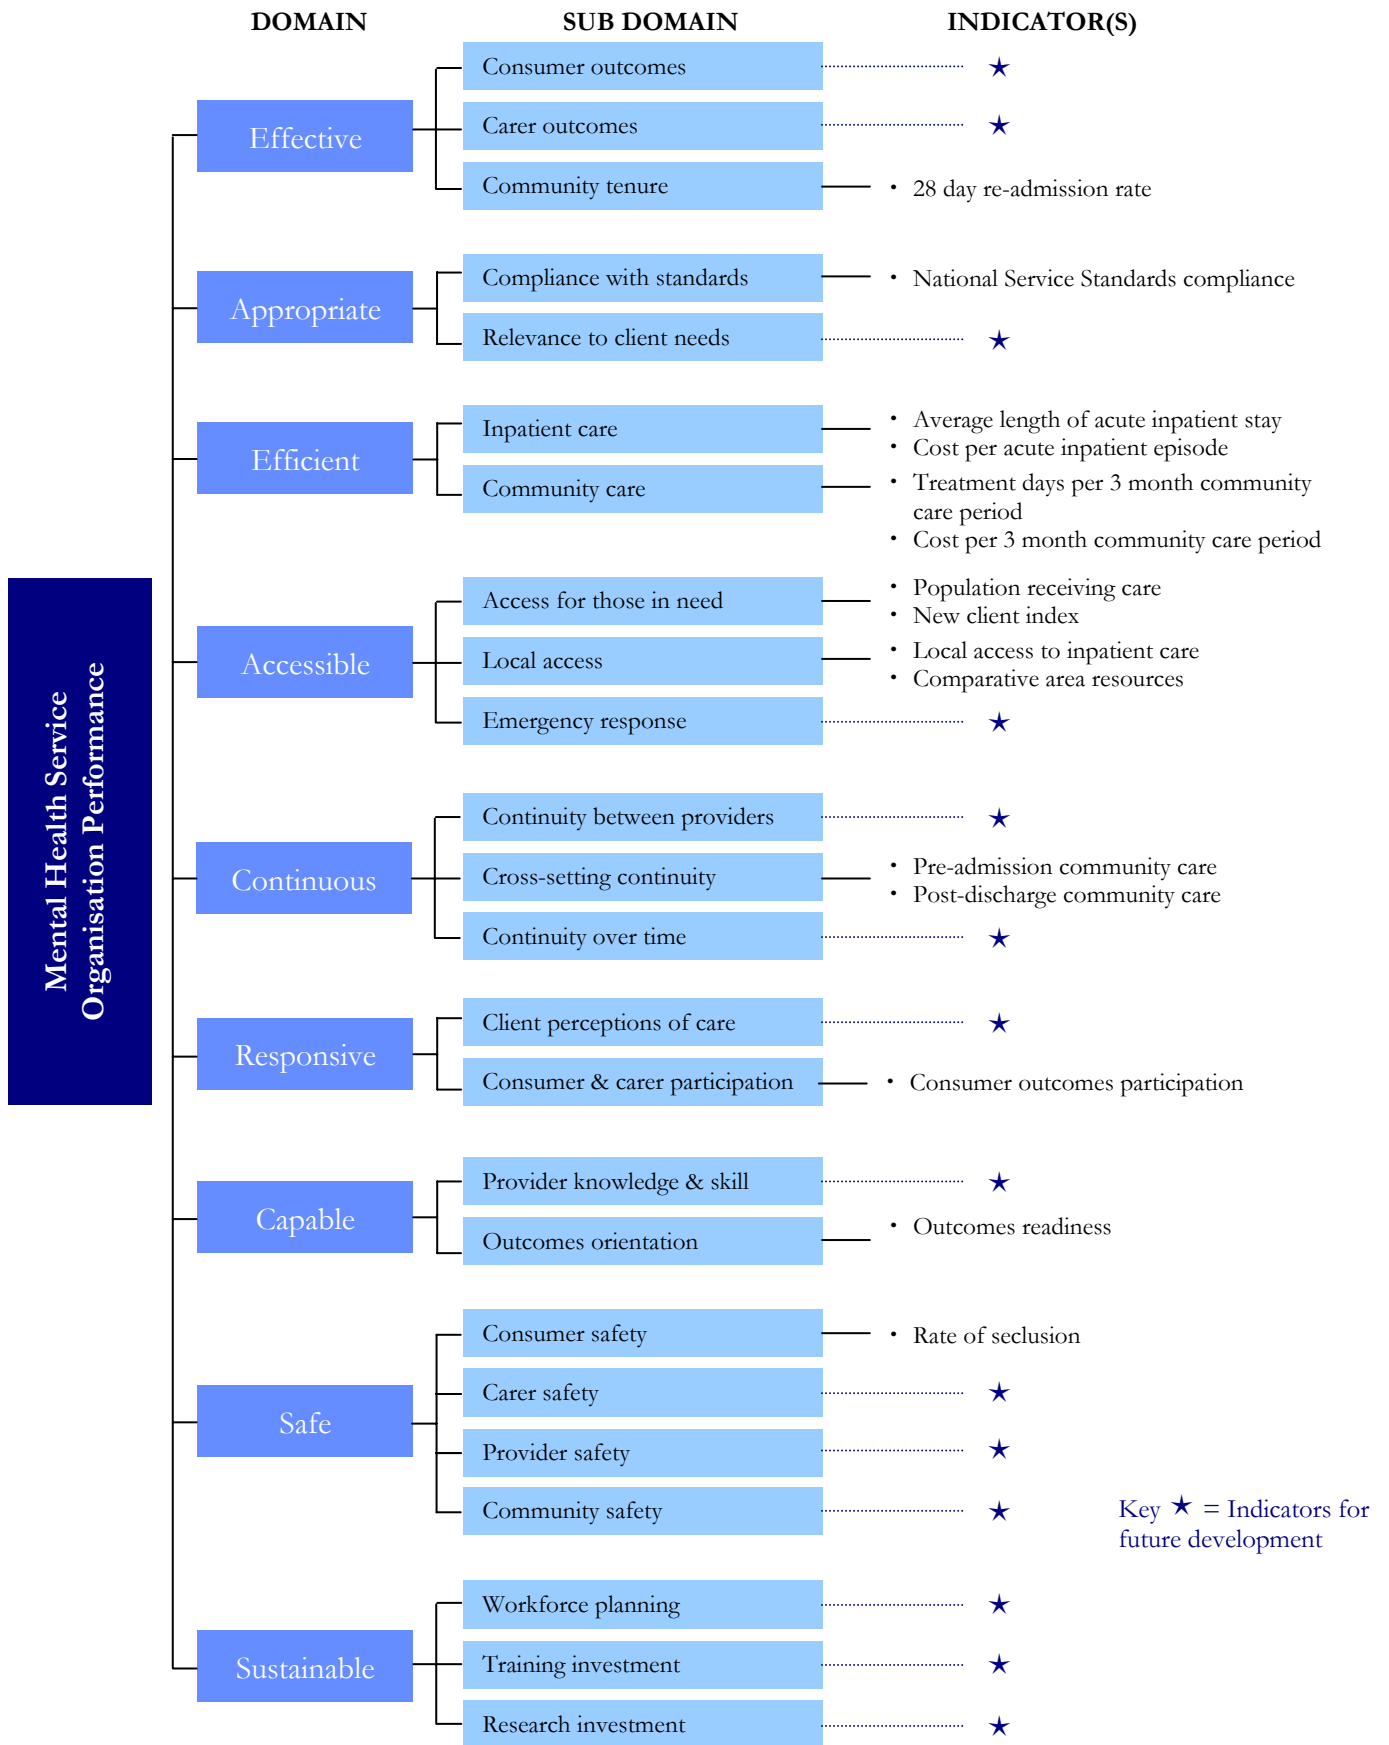 DOMAIN SUB DOMAIN INDICATOR(S)
Mental Health Service
Organisation Performance
Effective
Consumer outcomes ★
Carer outcomes ★
Community tenure • 28 day re-admission rate
Appropriate
Compliance with standards • National Service Standards compliance
Relevance to client needs ★
Efficient
Inpatient care
• Average length of acute inpatient stay
• Cost per acute inpatient episode
Community care
• Treatment days per 3 month community
care period
• Cost per 3 month community care period
Accessible
Access for those in need
• Population receiving care
• New client index
Local access
• Local access to inpatient care
• Comparative area resources
Emergency response ★
Continuous
Continuity between providers ★
Cross-setting continuity
• Pre-admission community care
• Post-discharge community care
Continuity over time ★
Responsive
Client perceptions of care ★
Consumer & carer participation • Consumer outcomes participation
Capable
Provider knowledge & skill ★
Outcomes orientation • Outcomes readiness
Safe
Consumer safety • Rate of seclusion
Carer safety ★
Provider safety ★
Community safety ★
Key ★ = Indicators for
future development
Sustainable
Workforce planning ★
Training investment ★
Research investment ★